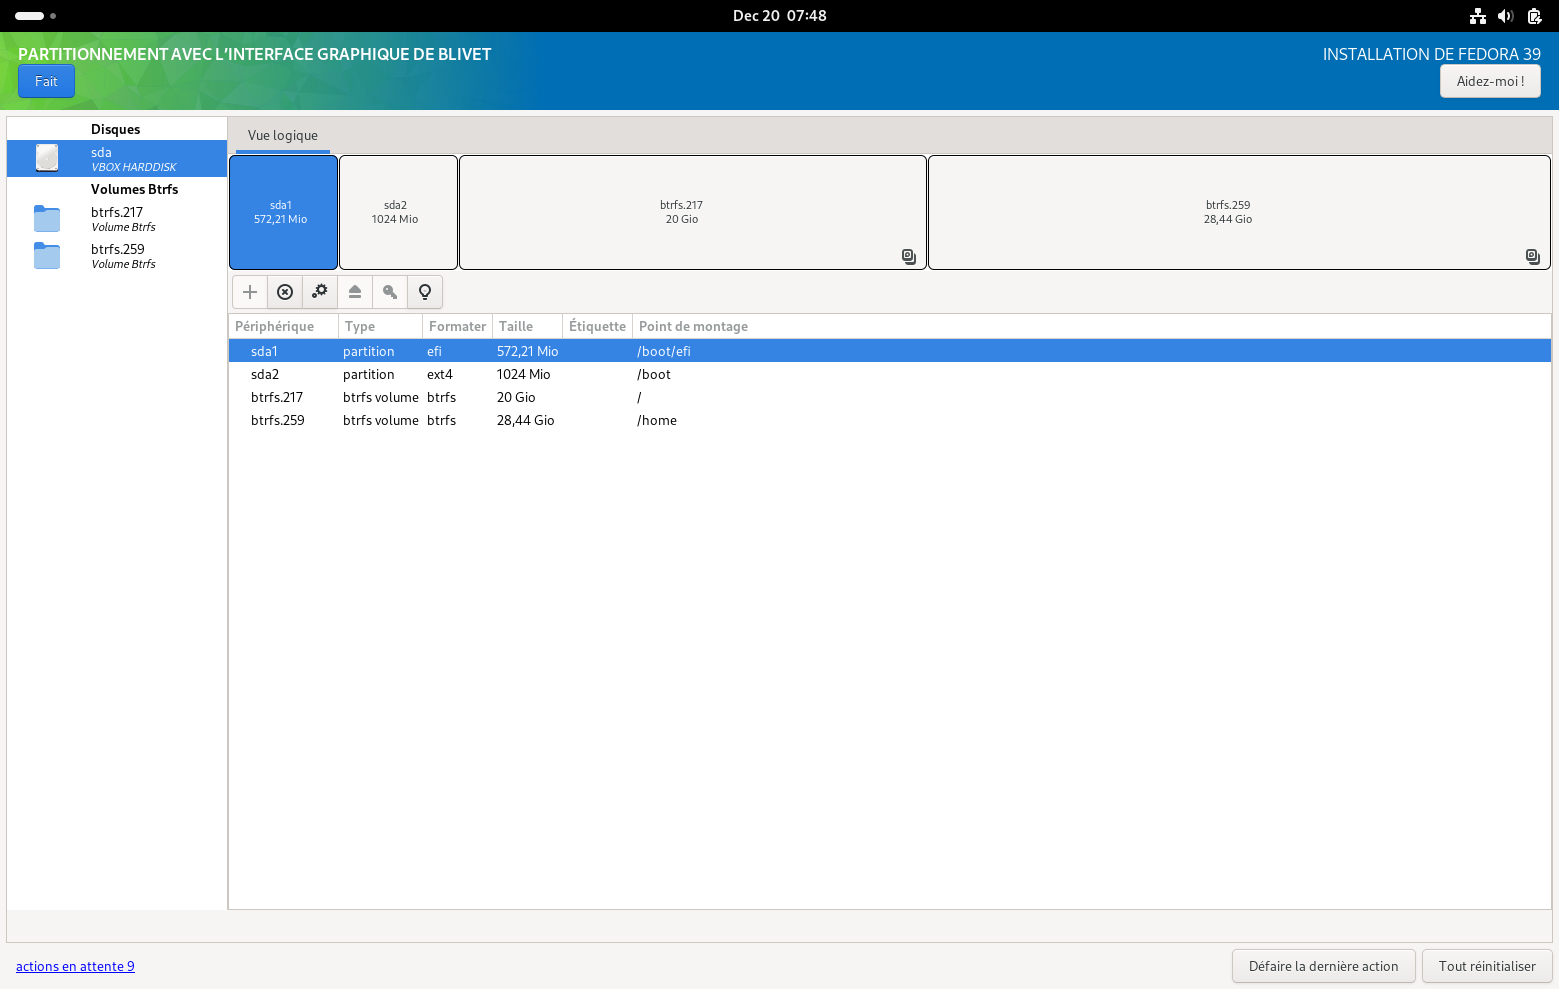 Dec 20 07:48
PARTITIONNEMENT AVEC L'INTERFACE GRAPHIQUE DE BLIVET
INSTALLATION DE FEDORA 39
Fait
Aidez-moi !
Disques
sda
VBOX HARDDISK
Volumes Btrfs
btrfs.217
Volume Btrfs
btrfs.259
Volume Btrfs
Vue logique
sda1
572,21 Mio
sda2
1024 Mio
btrfs.217
20 Gio
btrfs.259
28,44 Gio
Périphérique Type Formater Taille Étiquette Point de montage
sda1 partition efi 572,21 Mio /boot/efi
sda2 partition ext4 1024 Mio /boot
btrfs.217 btrfs volume btrfs 20 Gio /
btrfs.259 btrfs volume btrfs 28,44 Gio /home
actions en attente 9
Défaire la dernière action
Tout réinitialiser